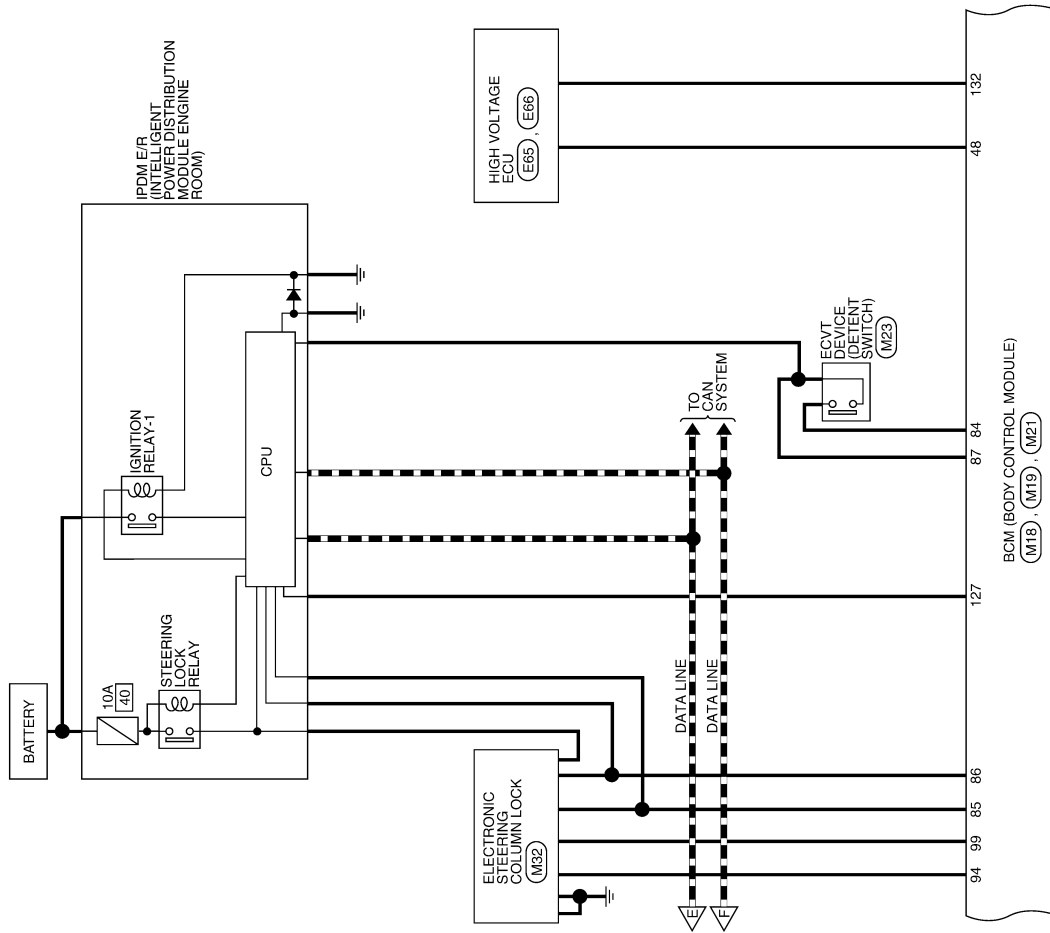 BATTERY
10A
40
STEERING
LOCK
RELAY
IGNITION
RELAY-1
IPDM E/R
(INTELLIGENT
POWER DISTRIBUTION
MODULE ENGINE
ROOM)
CPU
ELECTRONIC
STEERING
COLUMN LOCK
M32
HIGH VOLTAGE
ECU
E65 , E66
E
DATA LINE
F
DATA LINE
TO
CAN
SYSTEM
ECVT
DEVICE
(DETENT
SWITCH)
M23
94
99
85
86
127
87
84
48
132
BCM (BODY CONTROL MODULE)
M18 , M19 , M21